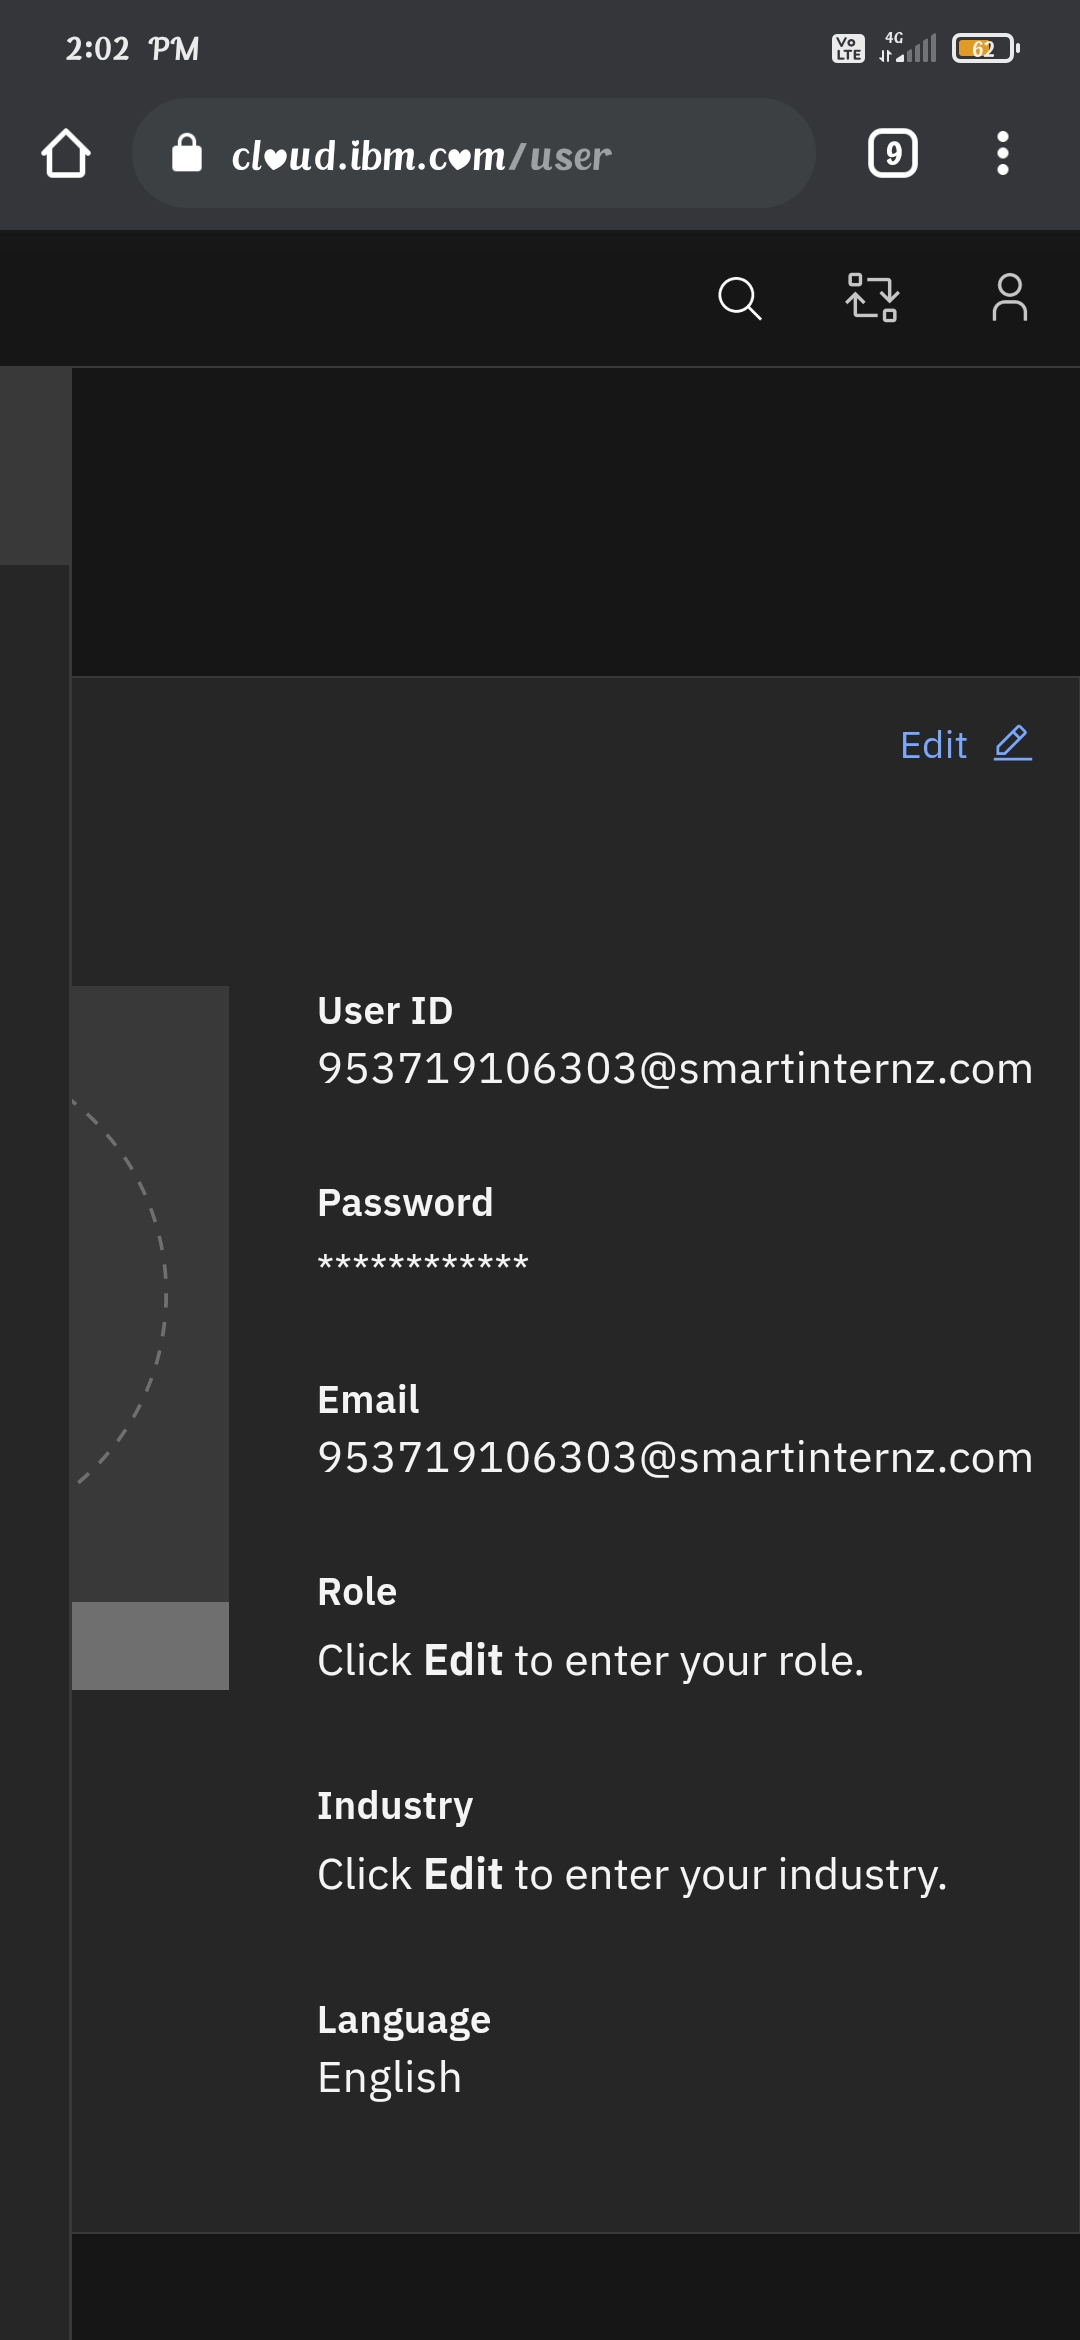 2:02 PM
Vo LTE 4G 62
cloud.ibm.com/user
9
Edit
User ID
953719106303@smartinternz.com
Password
************
Email
953719106303@smartinternz.com
Role
Click Edit to enter your role.
Industry
Click Edit to enter your industry.
Language
English